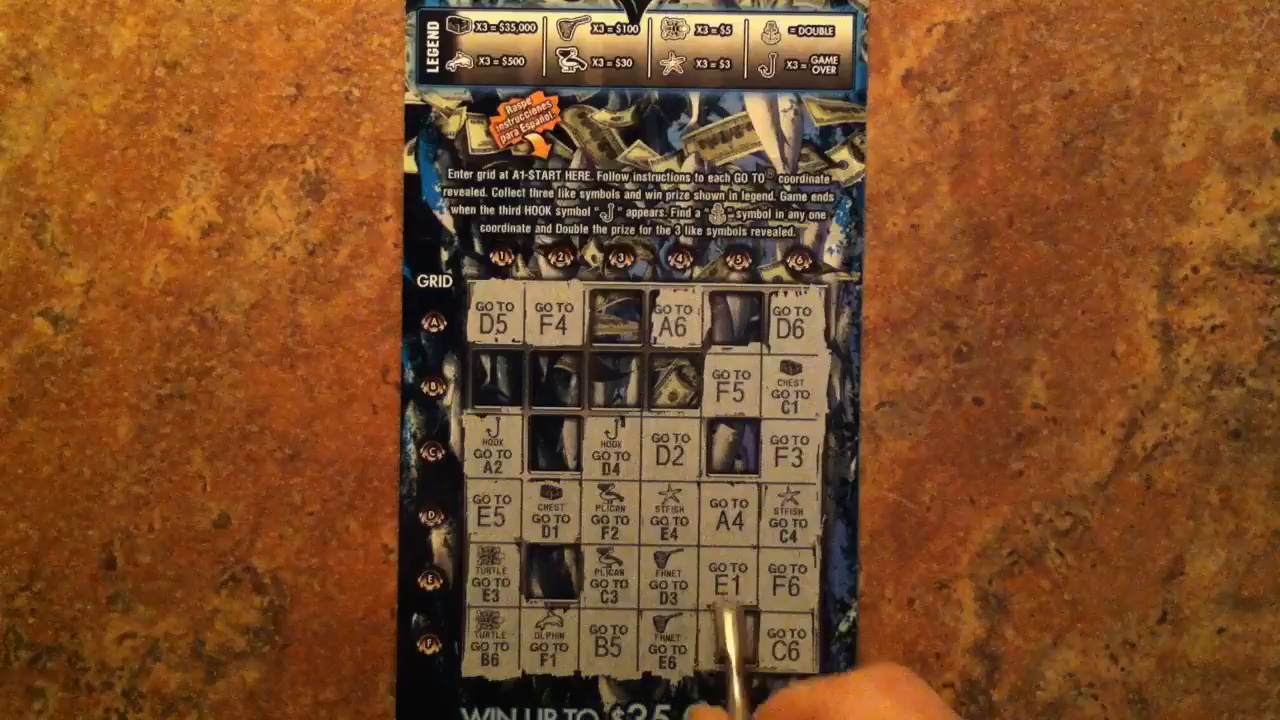 LEGEND
X3 = $35,000 X3 = $100 X3 = $5 = DOUBLE
X3 = $500 X3 = $30 X3 = $3 X3 = GAME OVER
Raspe
instrucciones
para Español
Enter grid at A1-START HERE. Follow instructions to each GO TO coordinate
revealed. Collect three like symbols and win prize shown in legend. Game ends
when the third HOOK symbol " " appears. Find a " " symbol in any one
coordinate and Double the prize for the 3 like symbols revealed.
1 2 3 4 5 6
GRID
A
GO TO D5
GO TO F4
GO TO A6
GO TO D6
B
GO TO F5
CHEST GO TO C1
C
HOOK GO TO A2
HOOK GO TO D4
GO TO D2
GO TO F3
D
GO TO E5
CHEST GO TO D1
PLICAN GO TO F2
STFISH GO TO E4
GO TO A4
STFISH GO TO C4
E
TURTLE GO TO E3
PLICAN GO TO C3
FHNET GO TO D3
GO TO E1
GO TO F6
F
TURTLE GO TO B6
DLPHIN GO TO F1
GO TO B5
FHNET GO TO E6
GO TO C6
WIN UP TO $35,0